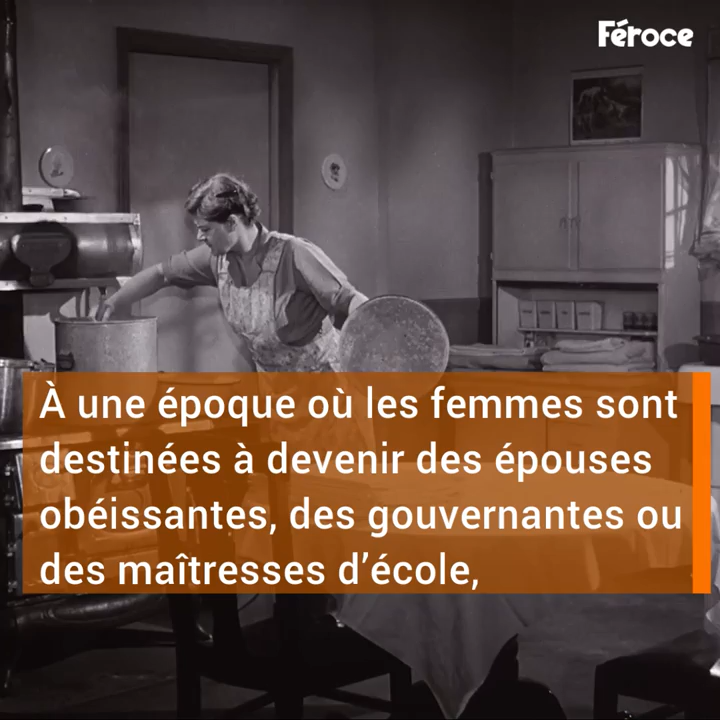 Féroce
À une époque où les femmes sont
destinées à devenir des épouses
obéissantes, des gouvernantes ou
des maîtresses d’école,